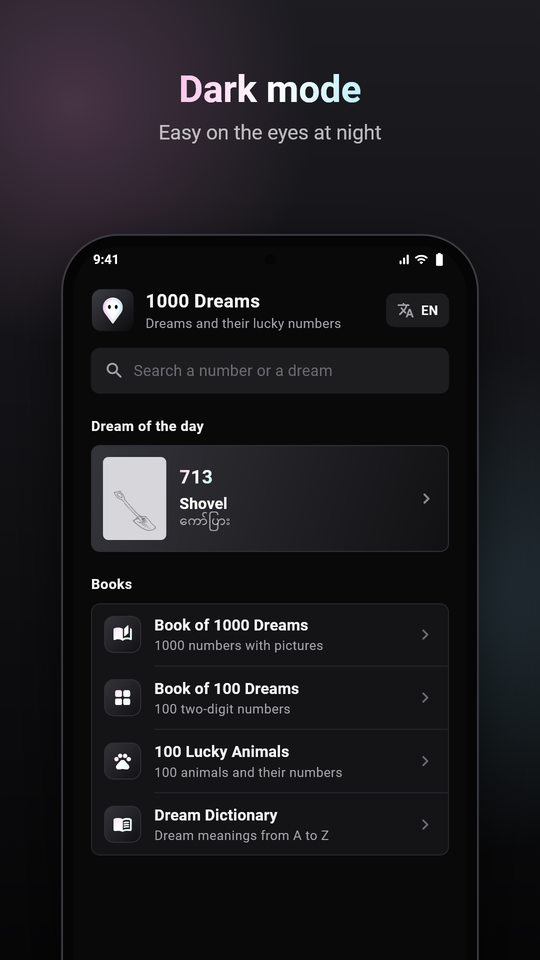 Dark mode
Easy on the eyes at night
9:41
1000 Dreams
Dreams and their lucky numbers
EN
Search a number or a dream
Dream of the day
713
Shovel
ကော်ပြား
Books
Book of 1000 Dreams
1000 numbers with pictures
Book of 100 Dreams
100 two-digit numbers
100 Lucky Animals
100 animals and their numbers
Dream Dictionary
Dream meanings from A to Z